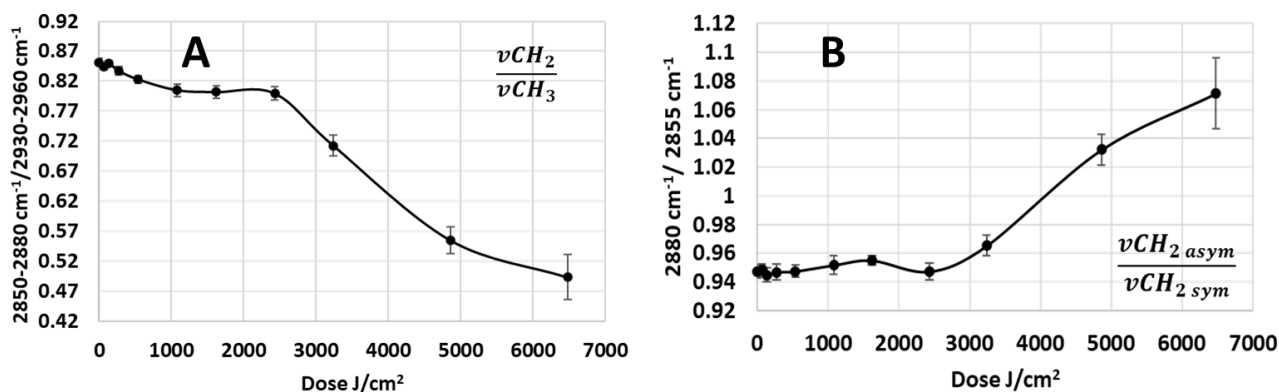 A
νCH2
νCH3
2850-2880 cm-1/2930-2960 cm-1
0.92
0.87
0.82
0.77
0.72
0.67
0.62
0.57
0.52
0.47
0.42
0 1000 2000 3000 4000 5000 6000 7000
Dose J/cm2
B
2880 cm-1/ 2855 cm-1
1.12
1.1
1.08
1.06
1.04
1.02
1
0.98
0.96
0.94
0.92
νCH2 asym
νCH2 sym
0 1000 2000 3000 4000 5000 6000 7000
Dose J/cm2